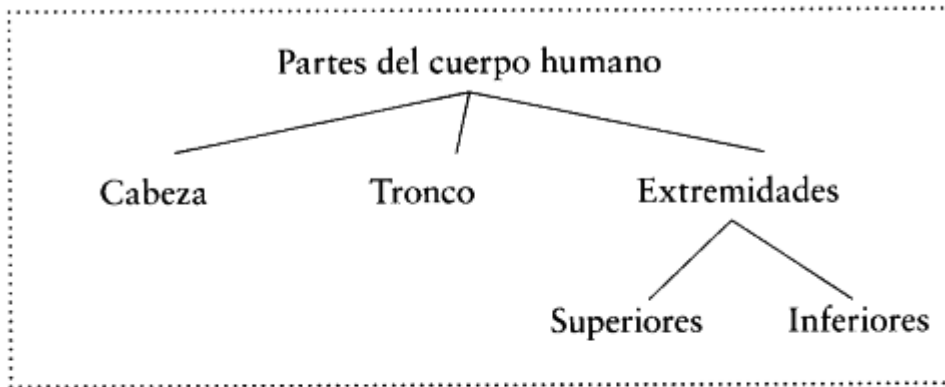 Partes del cuerpo humano
Cabeza Tronco Extremidades
Superiores Inferiores